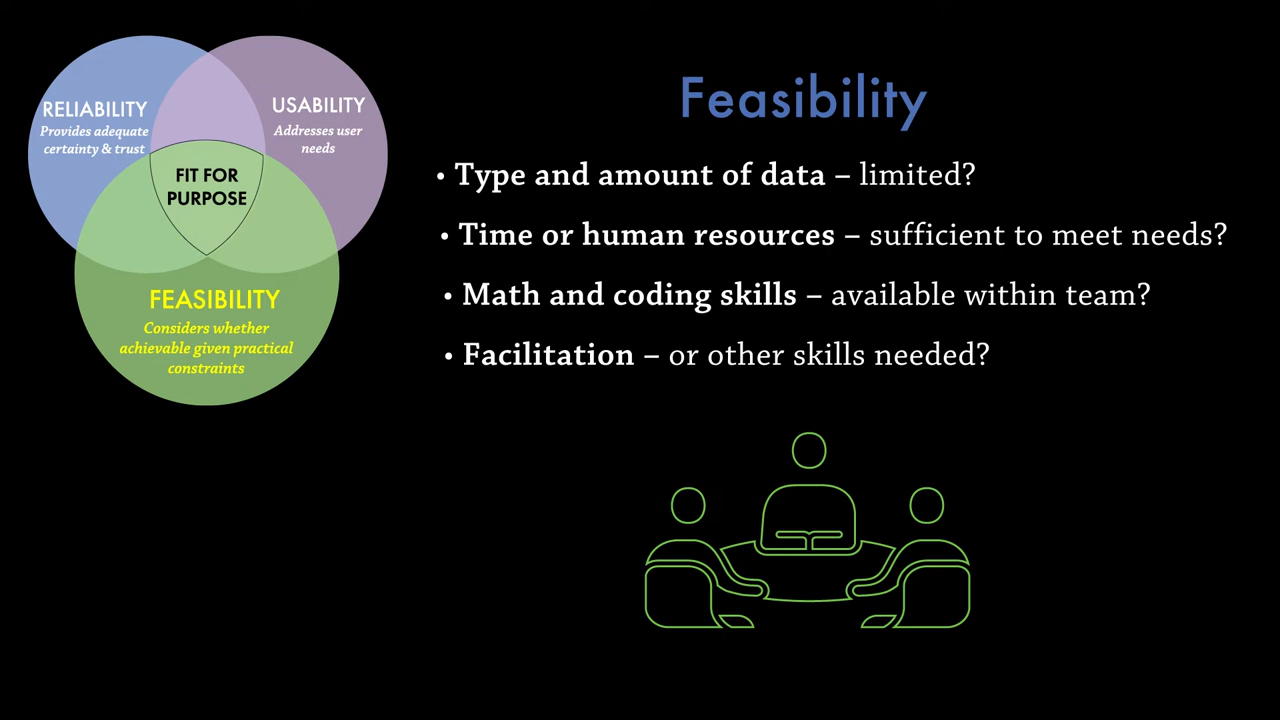 RELIABILITY
Provides adequate
certainty & trust
USABILITY
Addresses user
needs
FIT FOR
PURPOSE
FEASIBILITY
Considers whether
achievable given practical
constraints
Feasibility
• Type and amount of data – limited?
• Time or human resources – sufficient to meet needs?
• Math and coding skills – available within team?
• Facilitation – or other skills needed?